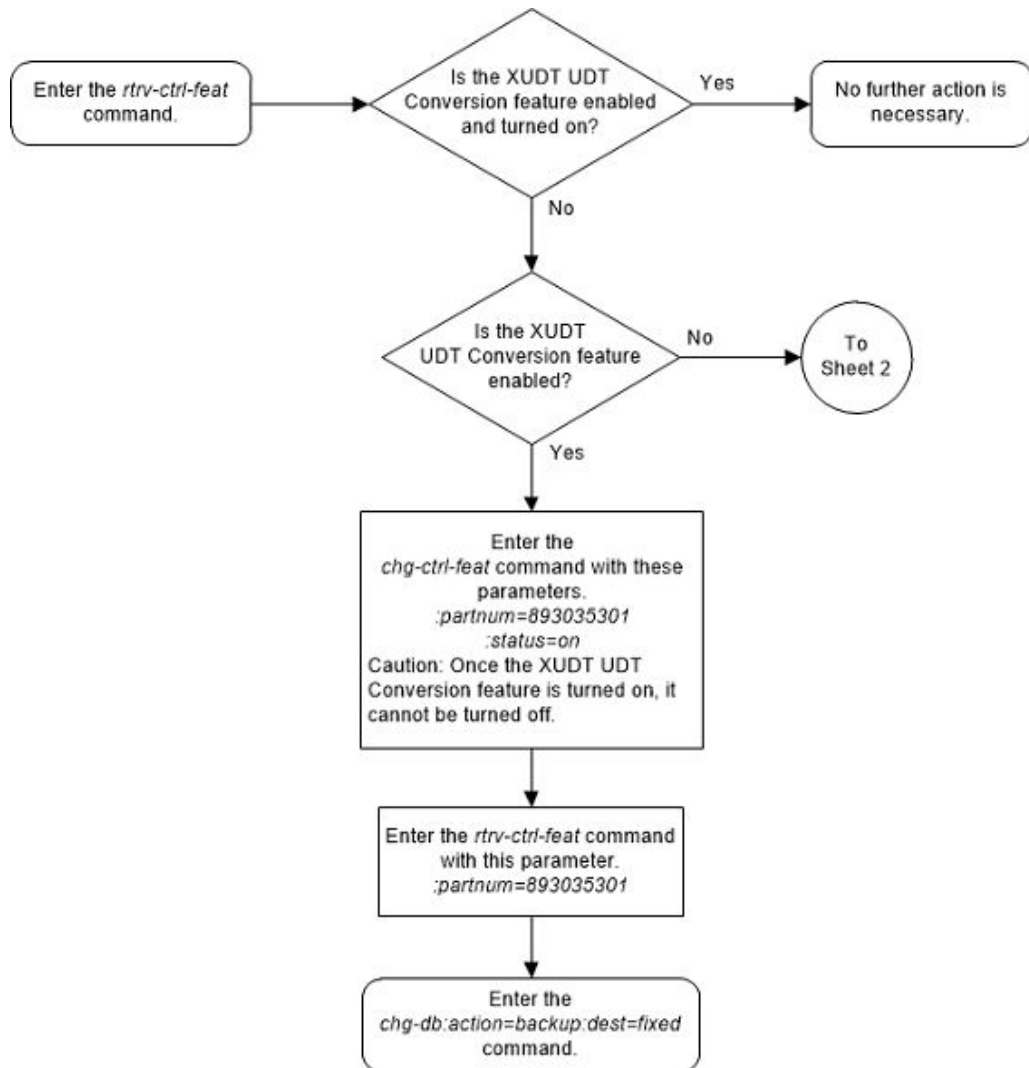 Enter the rtrv-ctrl-feat
command.
Is the XUDT UDT
Conversion feature enabled
and turned on?
Yes
No further action is
necessary.
No
Is the XUDT
UDT Conversion feature
enabled?
No
To
Sheet 2
Yes
Enter the
chg-ctrl-feat command with these
parameters.
:partnum=893035301
:status=on
Caution: Once the XUDT UDT
Conversion feature is turned on, it
cannot be turned off.
Enter the rtrv-ctrl-feat command
with this parameter.
:partnum=893035301
Enter the
chg-db:action=backup:dest=fixed
command.